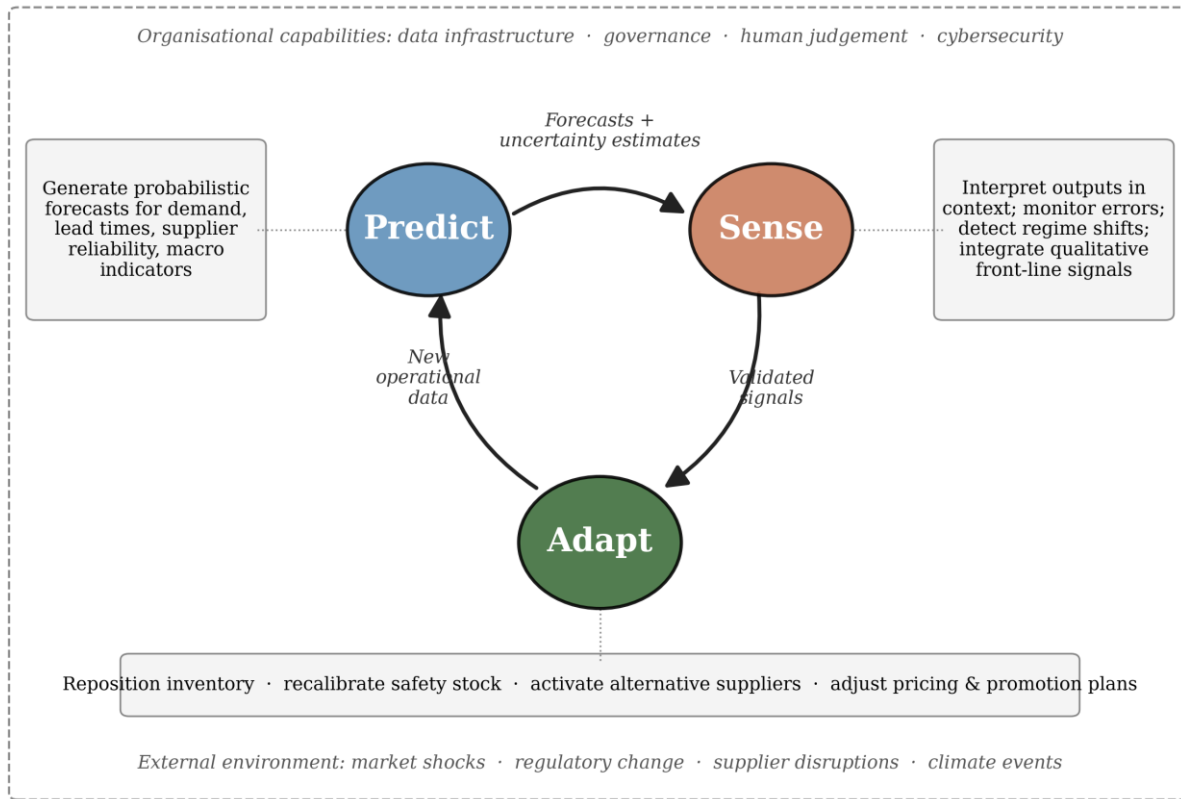 Organisational capabilities: data infrastructure · governance · human judgement · cybersecurity
Forecasts +
uncertainty estimates
Generate probabilistic
forecasts for demand,
lead times, supplier
reliability, macro
indicators
Predict
Sense
Interpret outputs in
context; monitor errors;
detect regime shifts;
integrate qualitative
front-line signals
New
operational
data
Validated
signals
Adapt
Reposition inventory · recalibrate safety stock · activate alternative suppliers · adjust pricing & promotion plans
External environment: market shocks · regulatory change · supplier disruptions · climate events